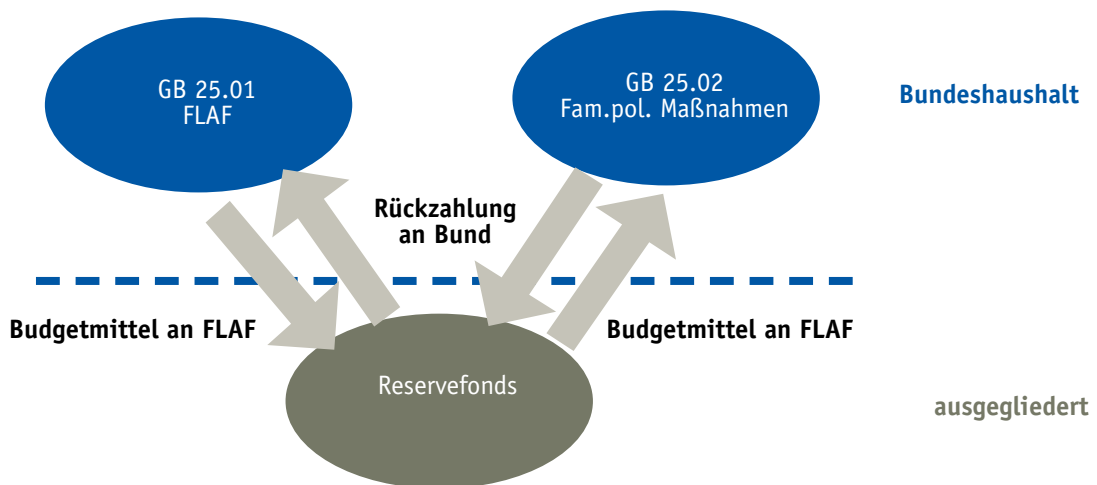 GB 25.01
FLAF
GB 25.02
Fam.pol. Maßnahmen
Bundeshaushalt
Rückzahlung
an Bund
Budgetmittel an FLAF
Budgetmittel an FLAF
Reservefonds
ausgegliedert